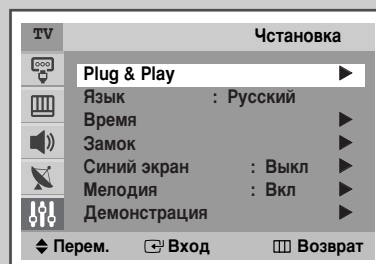 TV Чстановка
Plug & Play
Язык : Русский
Время
Замок
Синий экран : Выкл
Мелодия : Вкл
Демонстрация
Перем. Вход Возврат